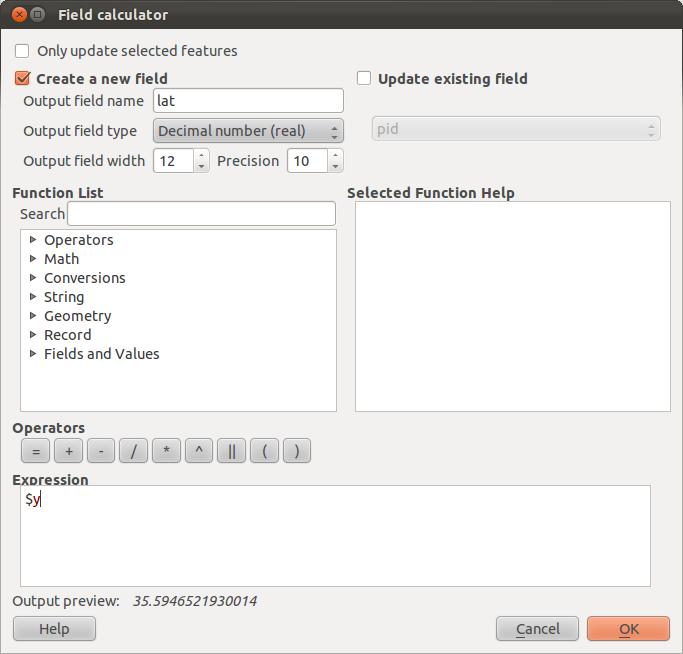 Field calculator
Only update selected features
Create a new field
Update existing field
Output field name lat
Output field type Decimal number (real)
pid
Output field width 12 Precision 10
Function List
Selected Function Help
Search
Operators
Math
Conversions
String
Geometry
Record
Fields and Values
Operators
= + - / * ^ || ( )
Expression
$y
Output preview: 35.5946521930014
Help Cancel OK